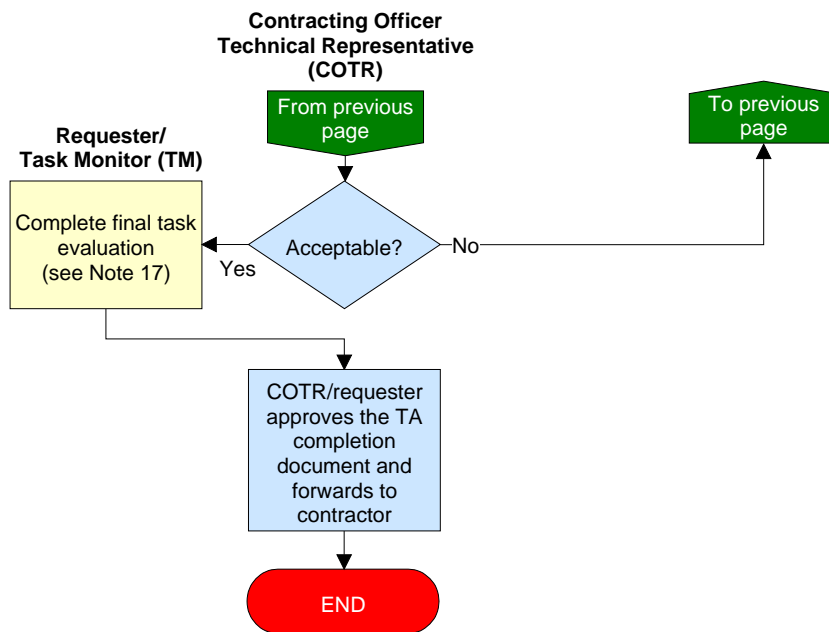 Contracting Officer
Technical Representative
(COTR)
From previous
page
To previous
page
Requester/
Task Monitor (TM)
Complete final task
evaluation
(see Note 17)
Yes
Acceptable?
No
COTR/requester
approves the TA
completion
document and
forwards to
contractor
END